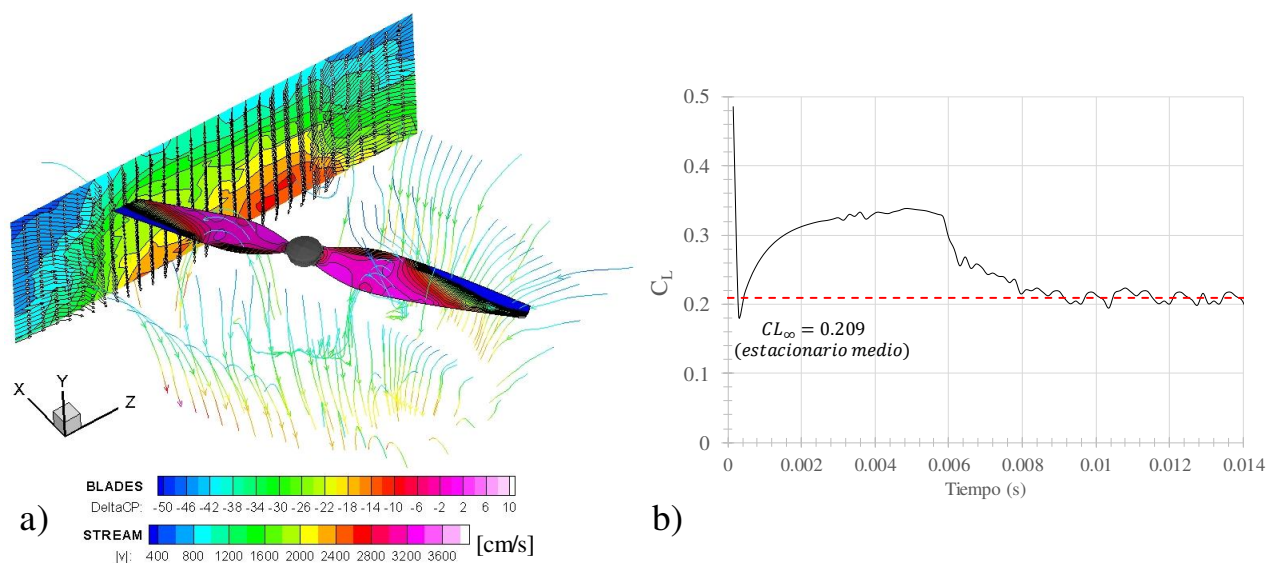 X
Y
Z
BLADES
DeltaCP: -50 -46 -42 -38 -34 -30 -26 -22 -18 -14 -10 -6 -2 2 6 10
STREAM
|v|: 400 800 1200 1600 2000 2400 2800 3200 3600
[cm/s]
a)
0.5
0.4
0.3
0.2
0.1
0
C_L
CL∞ = 0.209
(estacionario medio)
0 0.002 0.004 0.006 0.008 0.01 0.012 0.014
Tiempo (s)
b)